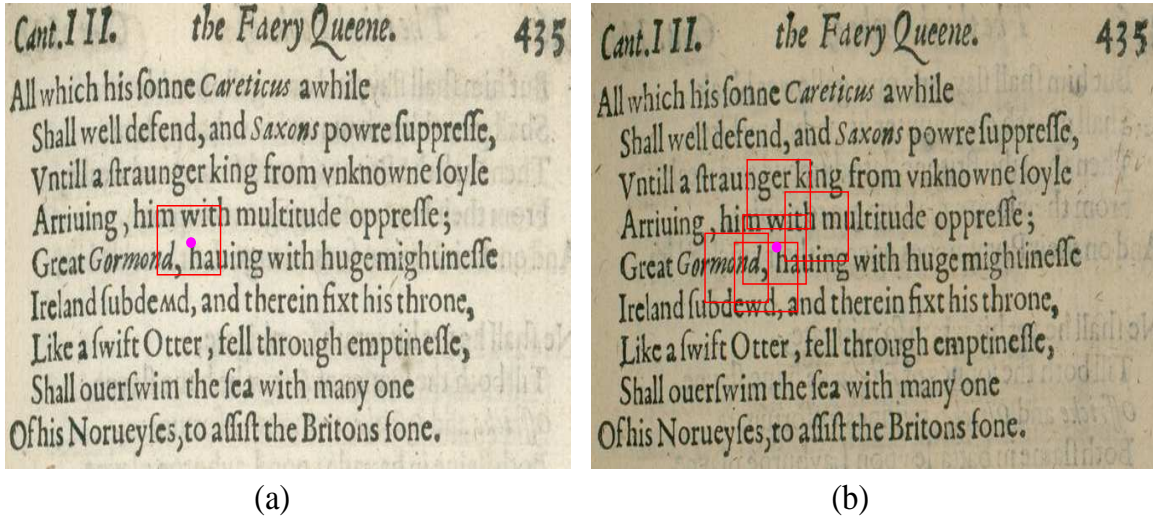 Cant.III. the Faery Queene. 435
All which his ſonne Careticus awhile
Shall well defend, and Saxons powre ſuppreſſe,
Vntill a ſtraunger king from vnknowne ſoyle
Arriuing, him with multitude oppreſſe;
Great Gormond, hauing with huge mightineſſe
Ireland ſubdeʍd, and therein fixt his throne,
Like a ſwift Otter, fell through emptineſſe,
Shall ouerſwim the ſea with many one
Of his Norueyſes, to aſſiſt the Britons fone.
(a)
Cant.III. the Faery Queene. 435
All which his ſonne Careticus awhile
Shall well defend, and Saxons powre ſuppreſſe,
Vntill a ſtraunger king from vnknowne ſoyle
Arriuing, him with multitude oppreſſe;
Great Gormond, hauing with huge mightineſſe
Ireland ſubdewd, and therein fixt his throne,
Like a ſwift Otter, fell through emptineſſe,
Shall ouerſwim the ſea with many one
Of his Norueyſes, to aſſiſt the Britons fone.
(b)